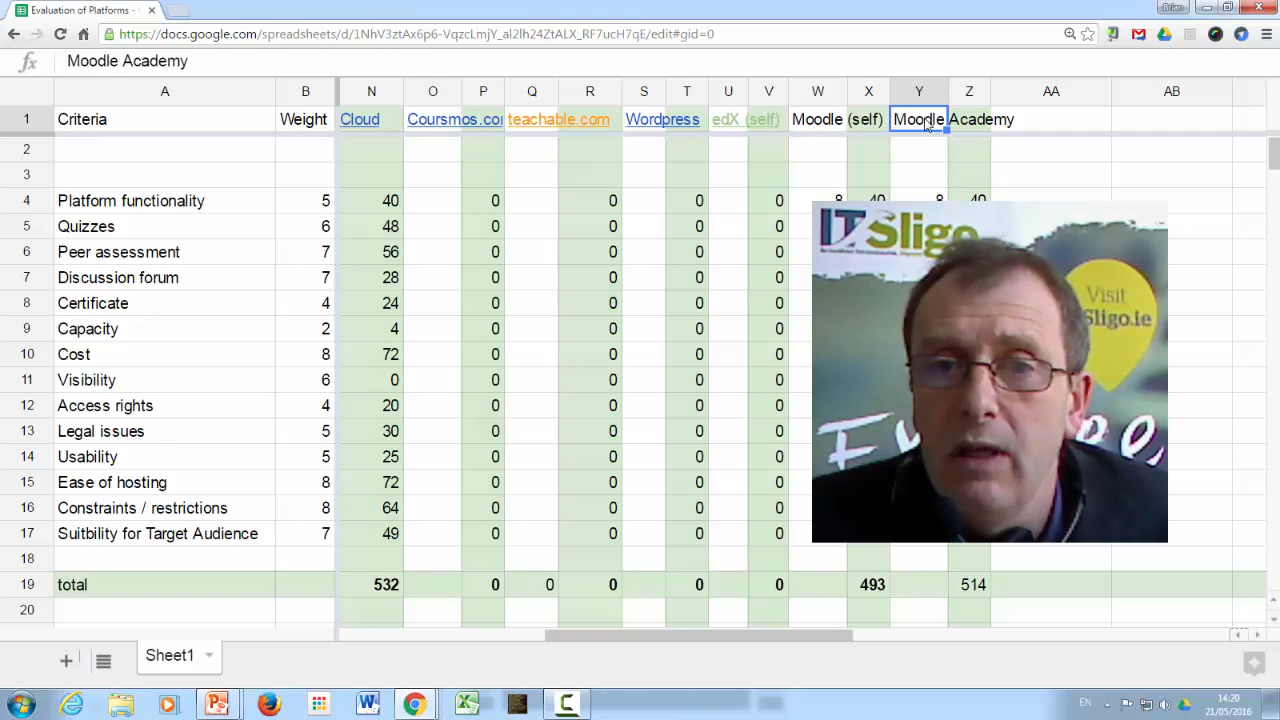 Evaluation of Platforms -
Brian
https://docs.google.com/spreadsheets/d/1NhV3ztAX6p6-VqzcLmjY_al2lh24ZtAtX_RF7ucH7qE/edit#gid=0
fx Moodle Academy
A B N O P Q R S T U V W X Y Z AA AB
1 Criteria Weight Cloud Coursmos.co teachable.com Wordpress edX (self) Moodle (self) Moodle Academy
2
3
4 Platform functionality 5 40 0 0 0 0 8 40 8 40
5 Quizzes 6 48 0 0 0 0
6 Peer assessment 7 56 0 0 0 0
7 Discussion forum 7 28 0 0 0 0
8 Certificate 4 24 0 0 0 0
9 Capacity 2 4 0 0 0 0
10 Cost 8 72 0 0 0 0
11 Visibility 6 0 0 0 0 0
12 Access rights 4 20 0 0 0 0
13 Legal issues 5 30 0 0 0 0
14 Usability 5 25 0 0 0 0
15 Ease of hosting 8 72 0 0 0 0
16 Constraints / restrictions 8 64 0 0 0 0
17 Suitbility for Target Audience 7 49 0 0 0 0
18
19 total 532 0 0 0 0 0 493 514
20
IT Sligo
Visit
Sligo.ie
Sheet1
EN
14:20
21/05/2016